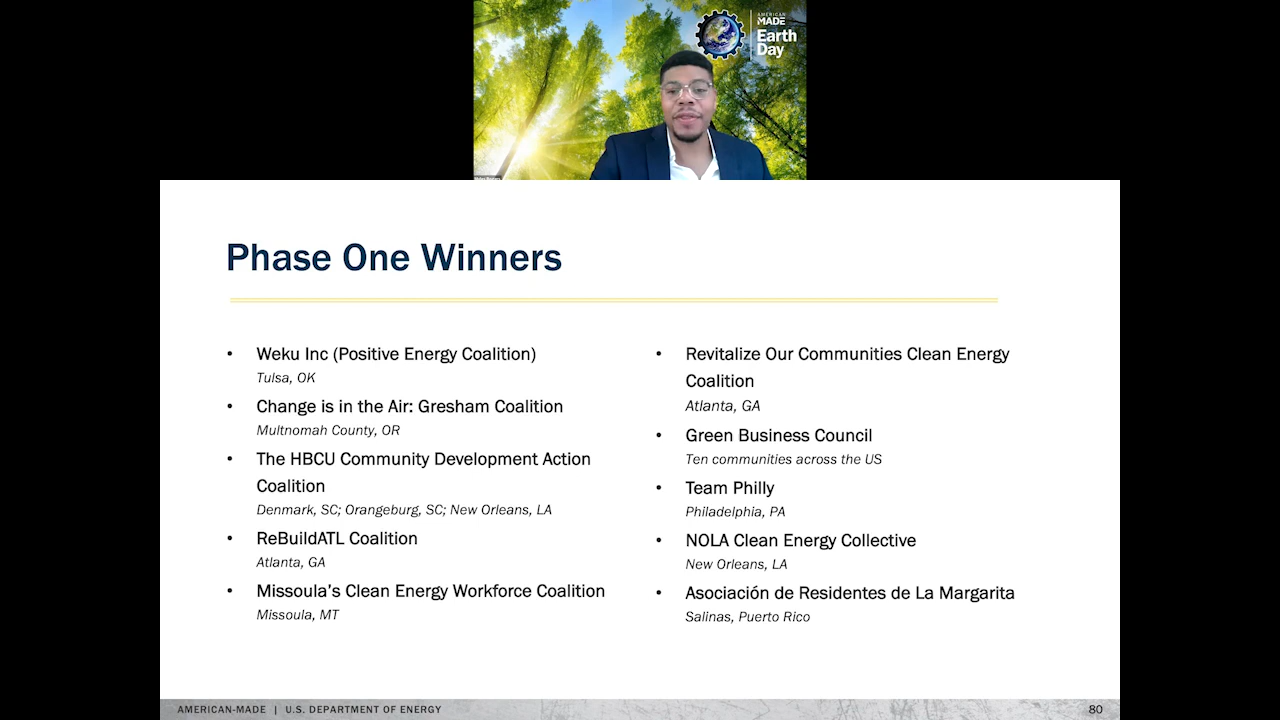 AMERICAN
MADE
Earth
Day
Phase One Winners
• Weku Inc (Positive Energy Coalition)
Tulsa, OK
• Change is in the Air: Gresham Coalition
Multnomah County, OR
• The HBCU Community Development Action
Coalition
Denmark, SC; Orangeburg, SC; New Orleans, LA
• ReBuildATL Coalition
Atlanta, GA
• Missoula’s Clean Energy Workforce Coalition
Missoula, MT
• Revitalize Our Communities Clean Energy
Coalition
Atlanta, GA
• Green Business Council
Ten communities across the US
• Team Philly
Philadelphia, PA
• NOLA Clean Energy Collective
New Orleans, LA
• Asociación de Residentes de La Margarita
Salinas, Puerto Rico
AMERICAN-MADE | U.S. DEPARTMENT OF ENERGY
80